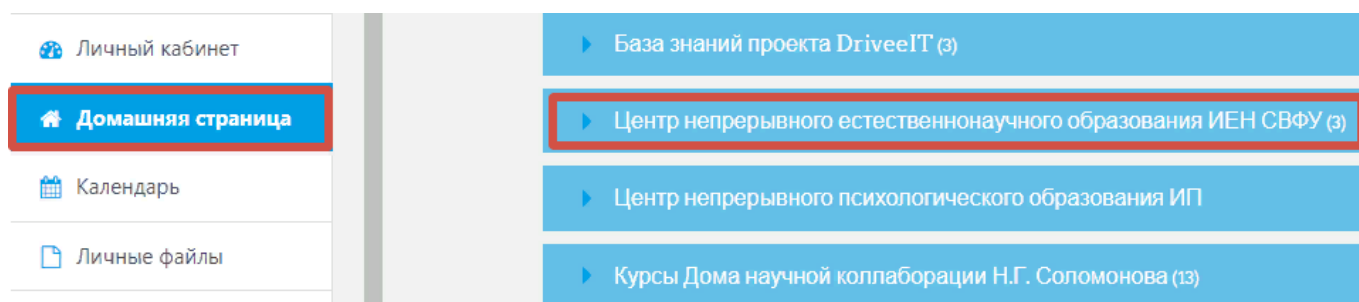 Личный кабинет
Домашняя страница
Календарь
Личные файлы
База знаний проекта DriveeIT (3)
Центр непрерывного естественнонаучного образования ИЕН СВФУ (3)
Центр непрерывного психологического образования ИП
Курсы Дома научной коллаборации Н.Г. Соломонова (13)